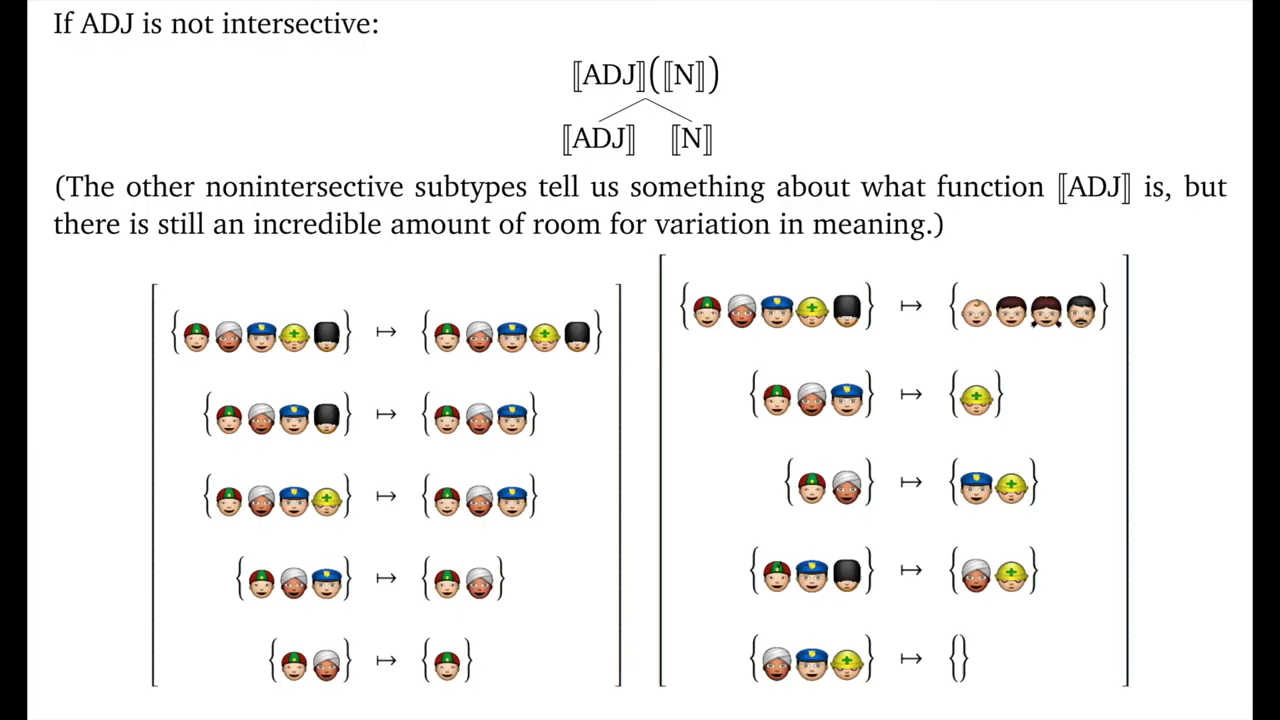 If ADJ is not intersective:
⟦ADJ⟧(⟦N⟧)
⟦ADJ⟧ ⟦N⟧
(The other nonintersective subtypes tell us something about what function ⟦ADJ⟧ is, but
there is still an incredible amount of room for variation in meaning.)